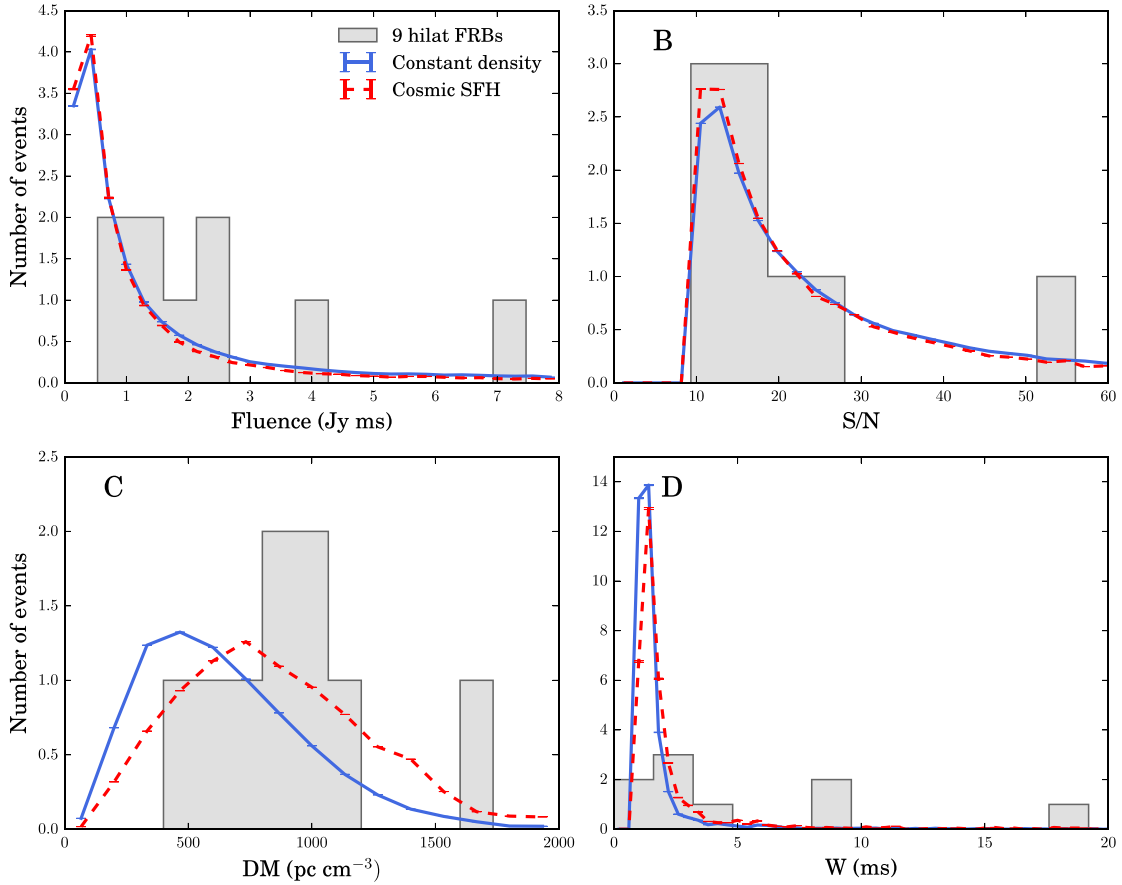 4.5
4.0
3.5
3.0
2.5
2.0
1.5
1.0
0.5
0.0
Number of events
9 hilat FRBs
Constant density
Cosmic SFH
0 1 2 3 4 5 6 7 8
Fluence (Jy ms)
3.5
3.0
2.5
2.0
1.5
1.0
0.5
0.0
B
0 10 20 30 40 50 60
S/N
2.5
2.0
1.5
1.0
0.5
0.0
Number of events
C
0 500 1000 1500 2000
DM (pc cm⁻³)
14
12
10
8
6
4
2
0
D
0 5 10 15 20
W (ms)